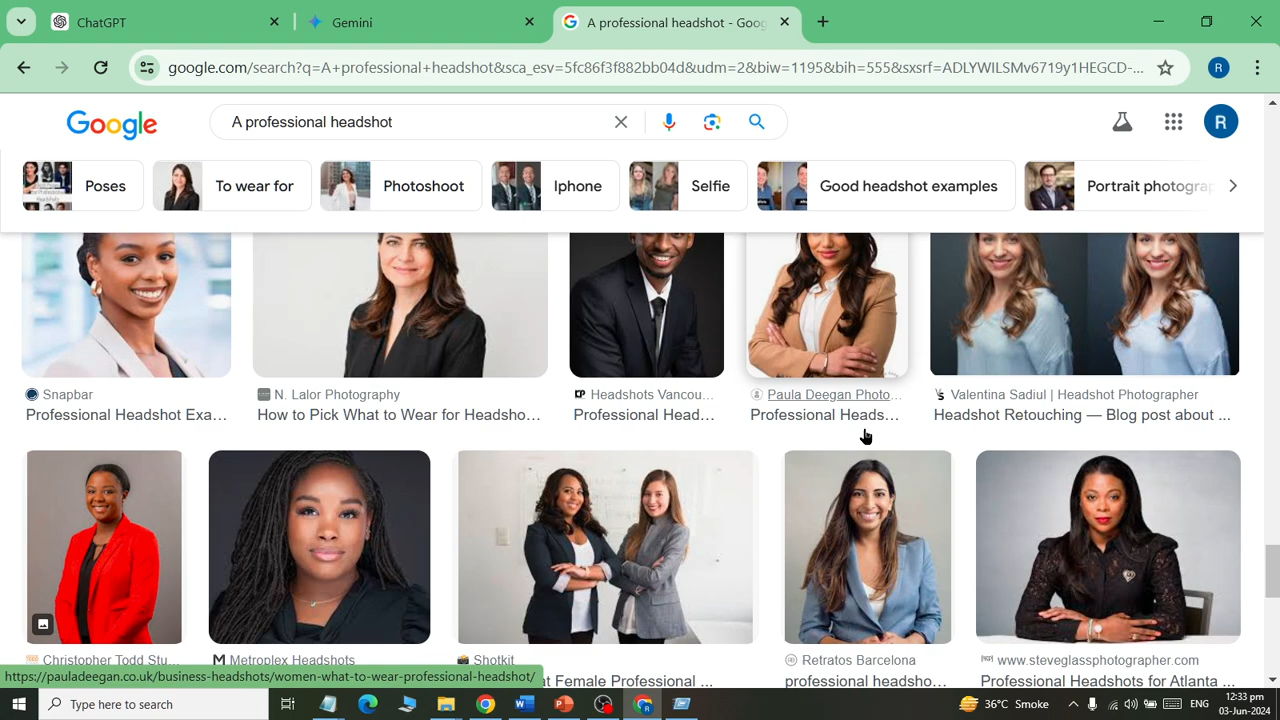 ChatGPT
Gemini
A professional headshot - Goog
google.com/search?q=A+professional+headshot&sca_esv=5fc86f3f882bb04d&udm=2&biw=1195&bih=555&sxsrf=ADLYWILSMv6719y1HEGCD-...
R
Google
A professional headshot
R
Poses
To wear for
Photoshoot
Iphone
Selfie
Good headshot examples
Portrait photograp
Snapbar
Professional Headshot Exa...
N. Lalor Photography
How to Pick What to Wear for Headsho...
Headshots Vancou...
Professional Head...
Paula Deegan Photo...
Professional Heads...
Valentina Sadiul | Headshot Photographer
Headshot Retouching — Blog post about ...
Christopher Todd Stu...
Metroplex Headshots
Shotkit
at Female Professional ...
Retratos Barcelona
professional headsho...
www.steveglassphotographer.com
Professional Headshots for Atlanta ...
https://pauladeegan.co.uk/business-headshots/women-what-to-wear-professional-headshot/
Type here to search
36°C Smoke
ENG
12:33 pm
03-Jun-2024